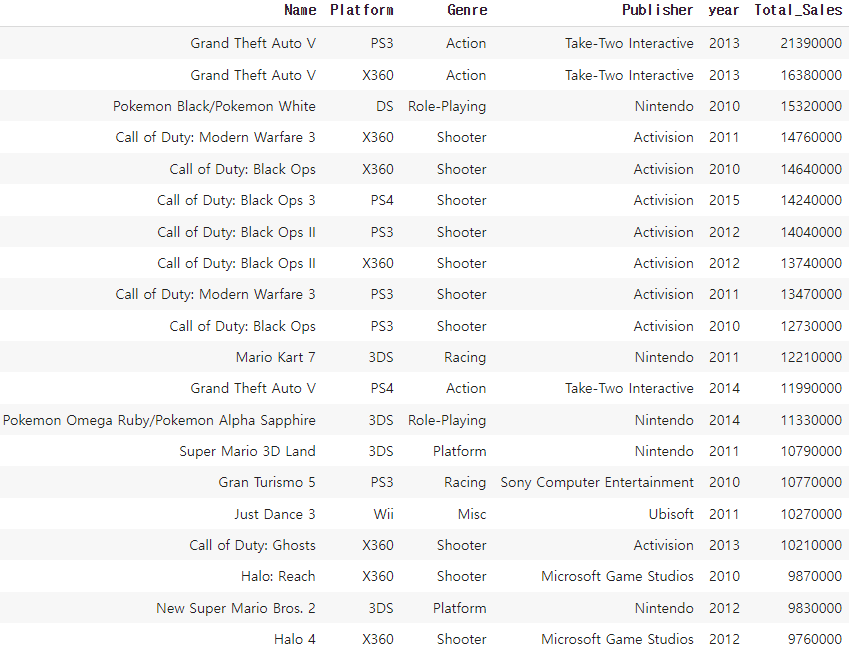 Name Platform Genre Publisher year Total_Sales
Grand Theft Auto V PS3 Action Take-Two Interactive 2013 21390000
Grand Theft Auto V X360 Action Take-Two Interactive 2013 16380000
Pokemon Black/Pokemon White DS Role-Playing Nintendo 2010 15320000
Call of Duty: Modern Warfare 3 X360 Shooter Activision 2011 14760000
Call of Duty: Black Ops X360 Shooter Activision 2010 14640000
Call of Duty: Black Ops 3 PS4 Shooter Activision 2015 14240000
Call of Duty: Black Ops II PS3 Shooter Activision 2012 14040000
Call of Duty: Black Ops II X360 Shooter Activision 2012 13740000
Call of Duty: Modern Warfare 3 PS3 Shooter Activision 2011 13470000
Call of Duty: Black Ops PS3 Shooter Activision 2010 12730000
Mario Kart 7 3DS Racing Nintendo 2011 12210000
Grand Theft Auto V PS4 Action Take-Two Interactive 2014 11990000
Pokemon Omega Ruby/Pokemon Alpha Sapphire 3DS Role-Playing Nintendo 2014 11330000
Super Mario 3D Land 3DS Platform Nintendo 2011 10790000
Gran Turismo 5 PS3 Racing Sony Computer Entertainment 2010 10770000
Just Dance 3 Wii Misc Ubisoft 2011 10270000
Call of Duty: Ghosts X360 Shooter Activision 2013 10210000
Halo: Reach X360 Shooter Microsoft Game Studios 2010 9870000
New Super Mario Bros. 2 3DS Platform Nintendo 2012 9830000
Halo 4 X360 Shooter Microsoft Game Studios 2012 9760000